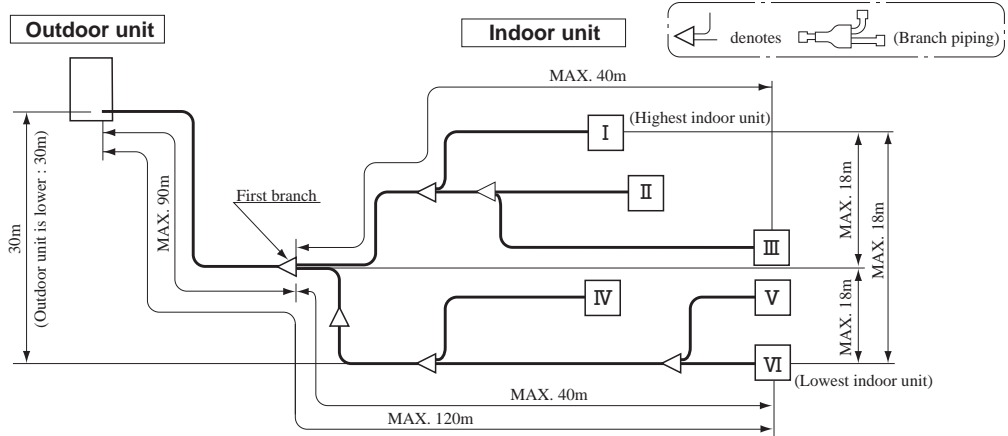 Outdoor unit
Indoor unit
denotes
(Branch piping)
MAX. 40m
I
(Highest indoor unit)
II
III
First branch
30m
(Outdoor unit is lower : 30m)
MAX. 90m
MAX. 18m
MAX. 18m
MAX. 18m
IV
V
VI
(Lowest indoor unit)
MAX. 40m
MAX. 120m